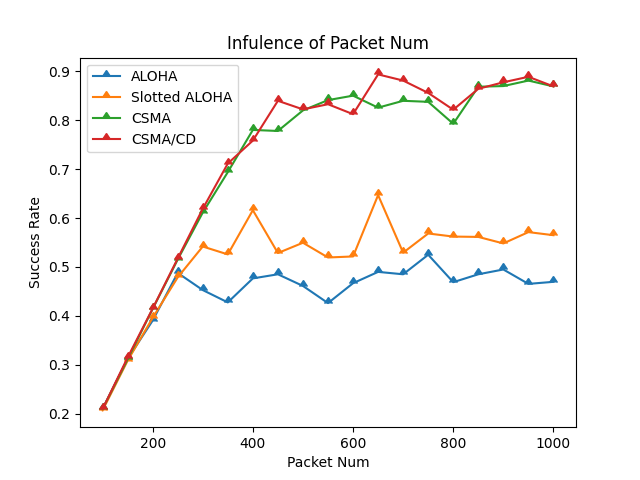 Infulence of Packet Num
ALOHA
Slotted ALOHA
CSMA
CSMA/CD
Success Rate
0.9
0.8
0.7
0.6
0.5
0.4
0.3
0.2
200 400 600 800 1000
Packet Num